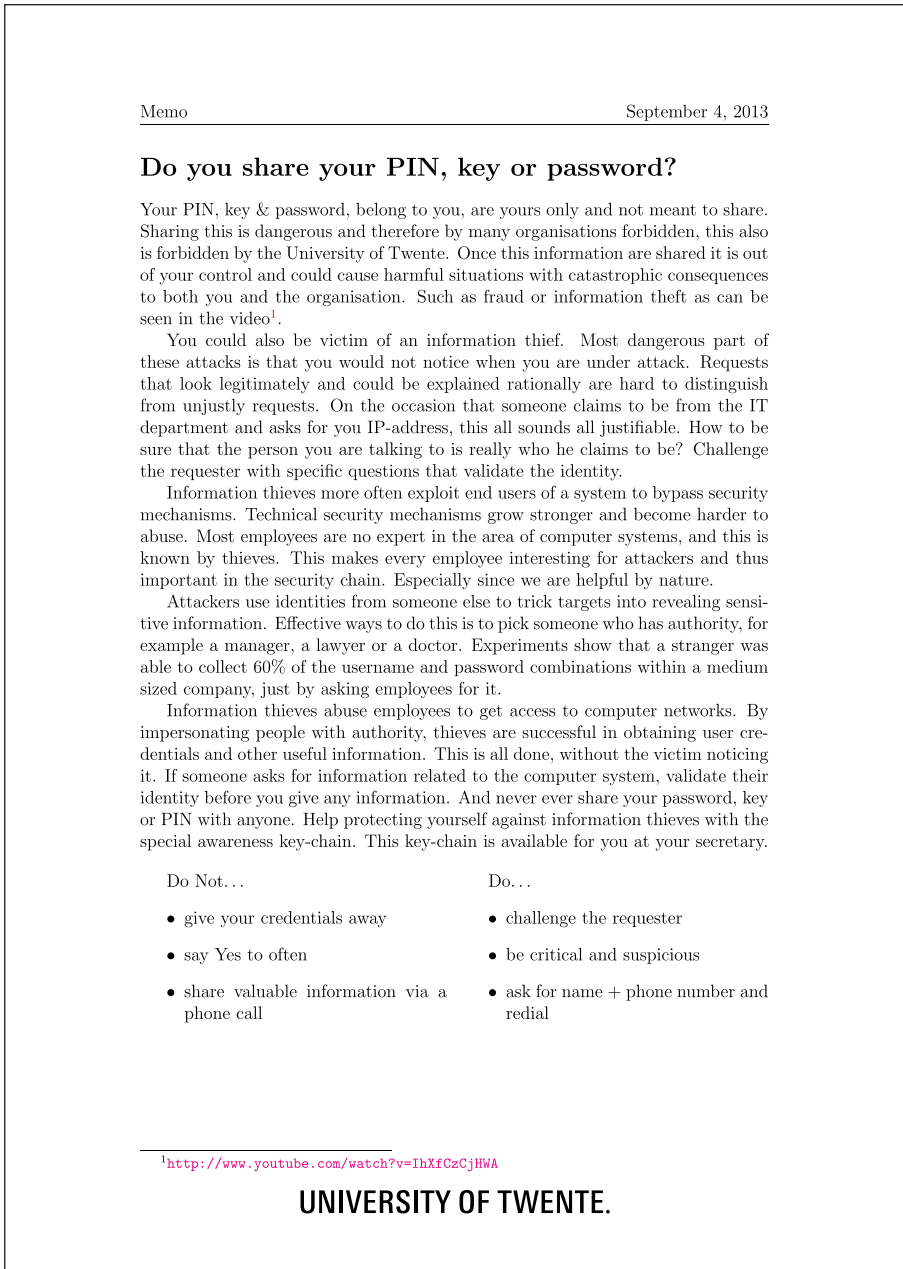 Memo September 4, 2013
Do you share your PIN, key or password?
Your PIN, key & password, belong to you, are yours only and not meant to share.
Sharing this is dangerous and therefore by many organisations forbidden, this also
is forbidden by the University of Twente. Once this information are shared it is out
of your control and could cause harmful situations with catastrophic consequences
to both you and the organisation. Such as fraud or information theft as can be
seen in the video1.
You could also be victim of an information thief. Most dangerous part of
these attacks is that you would not notice when you are under attack. Requests
that look legitimately and could be explained rationally are hard to distinguish
from unjustly requests. On the occasion that someone claims to be from the IT
department and asks for you IP-address, this all sounds all justifiable. How to be
sure that the person you are talking to is really who he claims to be? Challenge
the requester with specific questions that validate the identity.
Information thieves more often exploit end users of a system to bypass security
mechanisms. Technical security mechanisms grow stronger and become harder to
abuse. Most employees are no expert in the area of computer systems, and this is
known by thieves. This makes every employee interesting for attackers and thus
important in the security chain. Especially since we are helpful by nature.
Attackers use identities from someone else to trick targets into revealing sensi-
tive information. Effective ways to do this is to pick someone who has authority, for
example a manager, a lawyer or a doctor. Experiments show that a stranger was
able to collect 60% of the username and password combinations within a medium
sized company, just by asking employees for it.
Information thieves abuse employees to get access to computer networks. By
impersonating people with authority, thieves are successful in obtaining user cre-
dentials and other useful information. This is all done, without the victim noticing
it. If someone asks for information related to the computer system, validate their
identity before you give any information. And never ever share your password, key
or PIN with anyone. Help protecting yourself against information thieves with the
special awareness key-chain. This key-chain is available for you at your secretary.
Do Not...
• give your credentials away
• say Yes to often
• share valuable information via a
phone call
Do...
• challenge the requester
• be critical and suspicious
• ask for name + phone number and
redial
1http://www.youtube.com/watch?v=IhXfCzCjHWA
UNIVERSITY OF TWENTE.